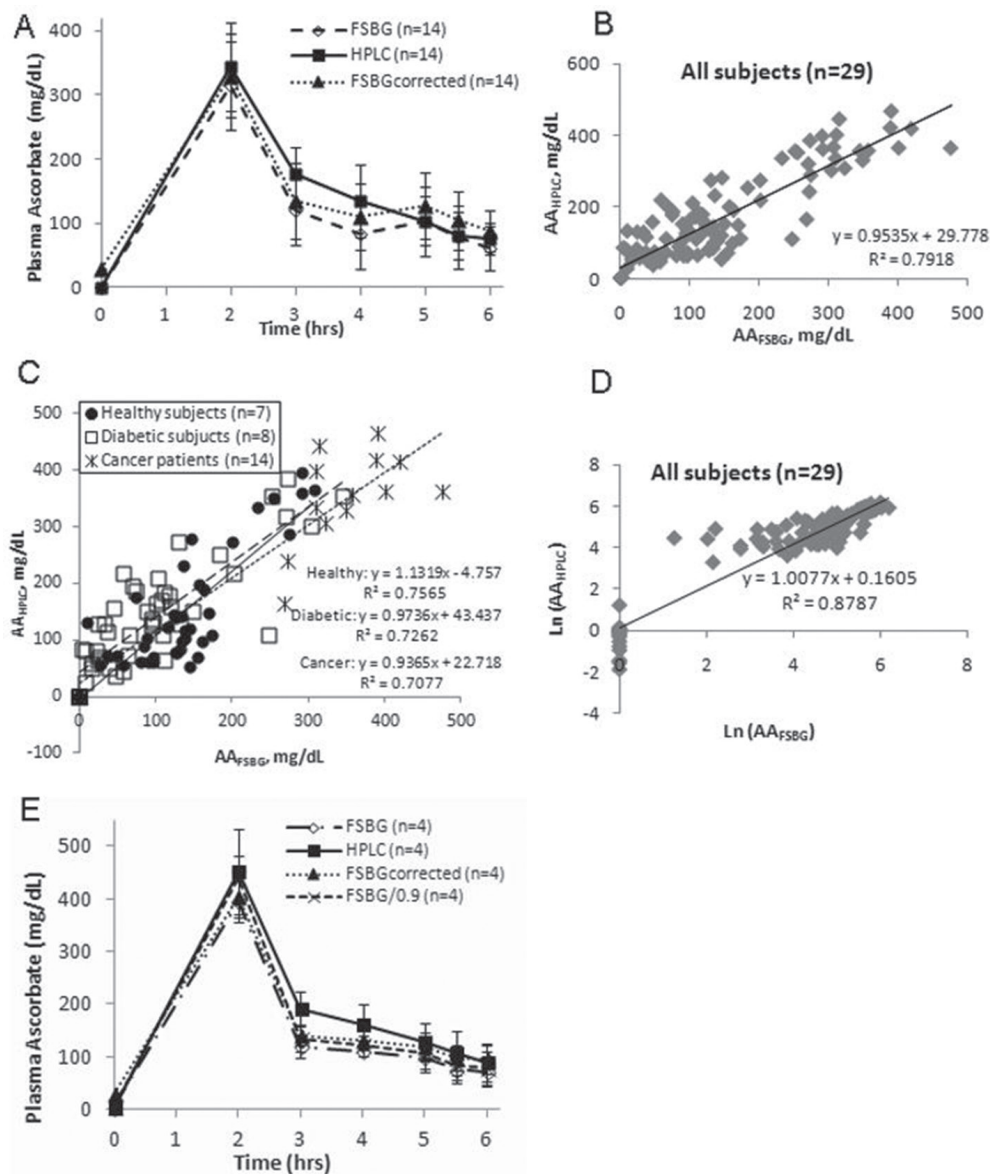 A
Plasma Ascorbate (mg/dL)
400
300
200
100
0
FSBG (n=14)
HPLC (n=14)
FSBGcorrected (n=14)
0 1 2 3 4 5 6
Time (hrs)
B
All subjects (n=29)
AA_HPLC, mg/dL
600
400
200
0
y = 0.9535x + 29.778
R² = 0.7918
0 100 200 300 400 500
AA_FSBG, mg/dL
C
Healthy subjects (n=7)
Diabetic subjucts (n=8)
Cancer patients (n=14)
AA_HPLC, mg/dL
500
400
300
200
100
0
-100
Healthy: y = 1.1319x - 4.757
R² = 0.7565
Diabetic: y = 0.9736x + 43.437
R² = 0.7262
Cancer: y = 0.9365x + 22.718
R² = 0.7077
0 100 200 300 400 500
AA_FSBG, mg/dL
D
All subjects (n=29)
Ln (AA_HPLC)
8
6
4
2
0
-2
-4
y = 1.0077x + 0.1605
R² = 0.8787
0 2 4 6 8
Ln (AA_FSBG)
E
Plasma Ascorbate (mg/dL)
500
400
300
200
100
0
FSBG (n=4)
HPLC (n=4)
FSBGcorrected (n=4)
FSBG/0.9 (n=4)
0 1 2 3 4 5 6
Time (hrs)